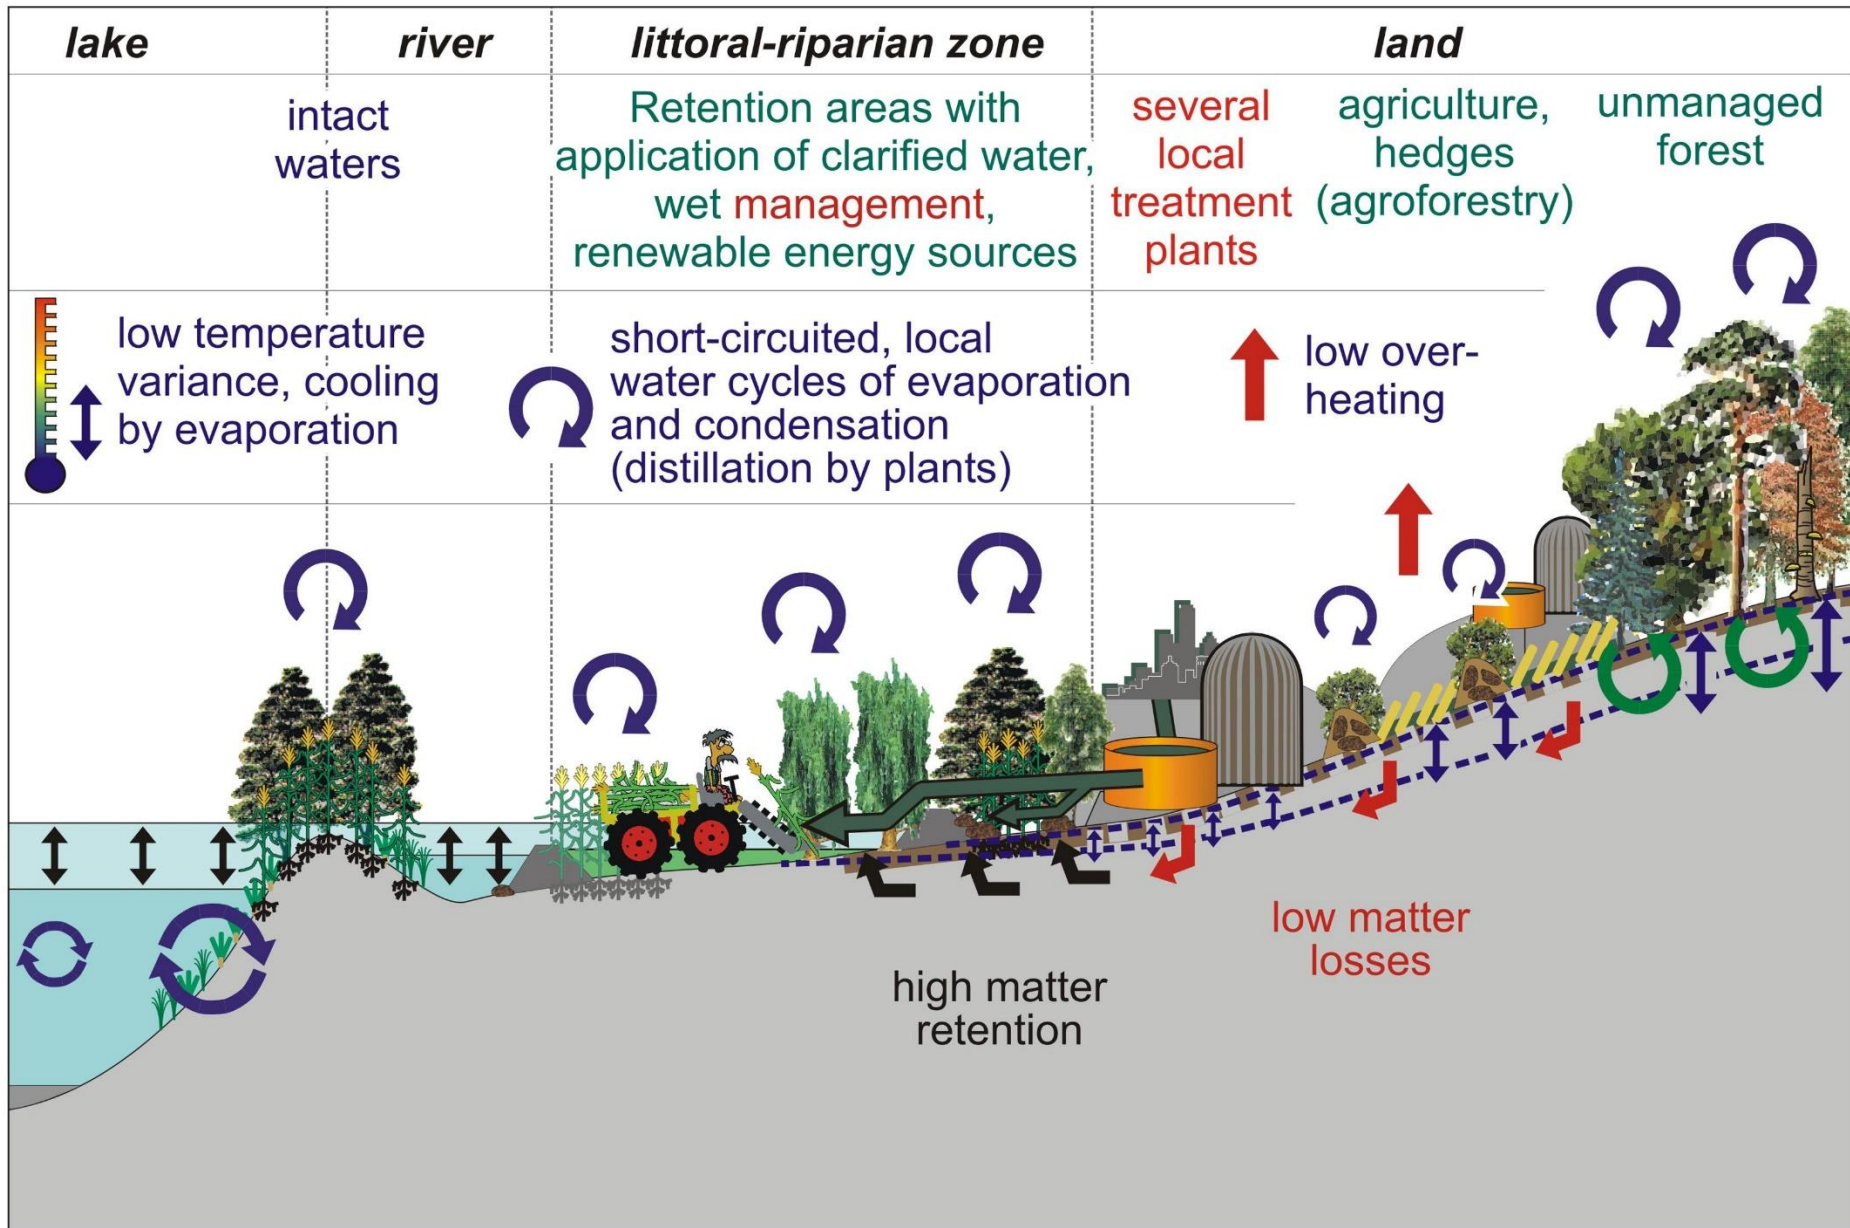 lake
river
littoral-riparian zone
land
intact
waters
Retention areas with
application of clarified water,
wet management,
renewable energy sources
several
local
treatment
plants
agriculture,
hedges
(agroforestry)
unmanaged
forest
low temperature
variance, cooling
by evaporation
short-circuited, local
water cycles of evaporation
and condensation
(distillation by plants)
low over-
heating
low matter
losses
high matter
retention